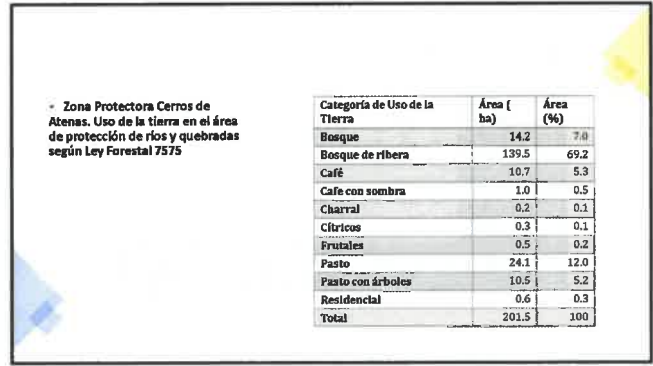 - Zona Protectora Cerros de
Atenas. Uso de la tierra en el área
de protección de ríos y quebradas
según Ley Forestal 7575
Categoría de Uso de la Tierra | Área ( ha) | Área (%)
Bosque | 14.2 | 7.0
Bosque de ribera | 139.5 | 69.2
Café | 10.7 | 5.3
Cafe con sombra | 1.0 | 0.5
Charral | 0.2 | 0.1
Cítricos | 0.3 | 0.1
Frutales | 0.5 | 0.2
Pasto | 24.1 | 12.0
Pasto con árboles | 10.5 | 5.2
Residencial | 0.6 | 0.3
Total | 201.5 | 100